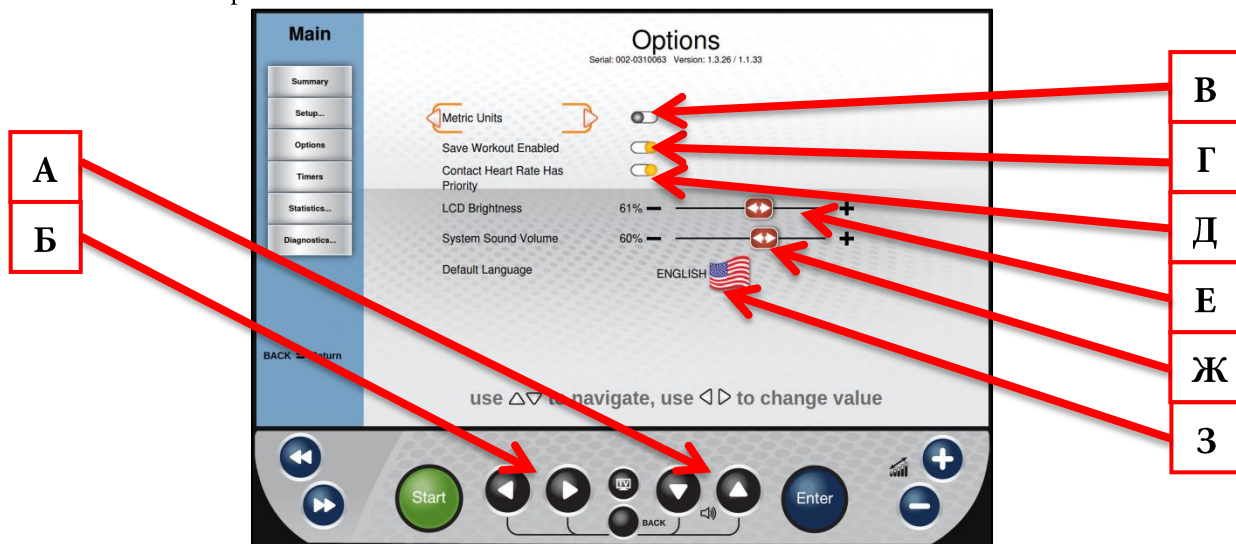 Main
Summary
Setup...
Options
Timers
Statistics...
Diagnostics...
BACK = Return
Options
Serial: 002-0310063 Version: 1.3.26 / 1.1.33
Metric Units
Save Workout Enabled
Contact Heart Rate Has
Priority
LCD Brightness 61%
System Sound Volume 60%
Default Language ENGLISH
use △▽ to navigate, use ◁ ▷ to change value
Start
TV
BACK
Enter
А
Б
В
Г
Д
Е
Ж
З